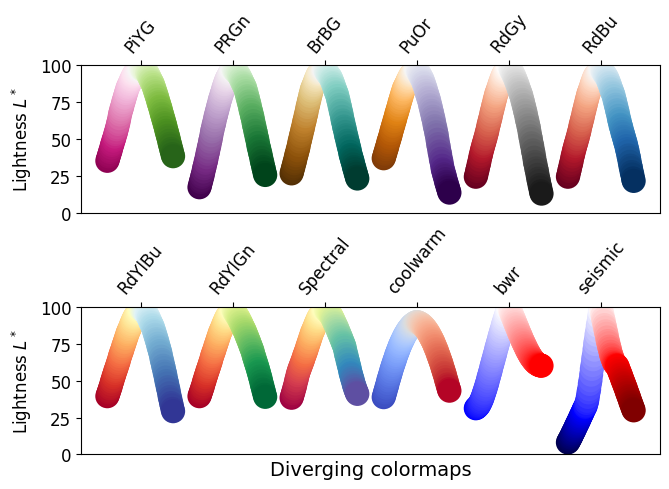 PiYG PRGn BrBG PuOr RdGy RdBu
100
75
50
25
0
Lightness L*
RdYlBu RdYlGn Spectral coolwarm bwr seismic
100
75
50
25
0
Lightness L*
Diverging colormaps